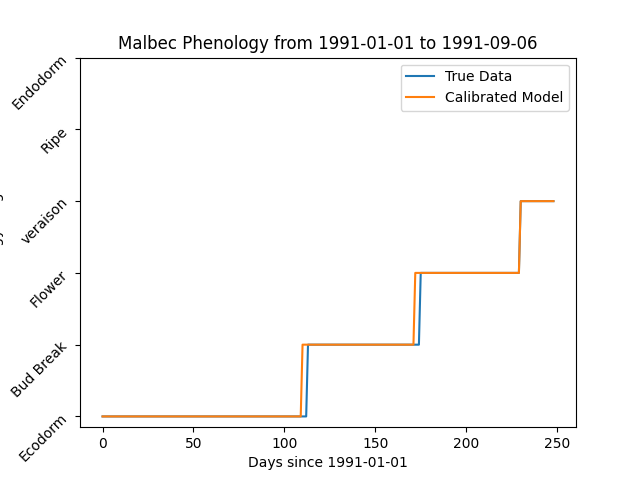 Malbec Phenology from 1991-01-01 to 1991-09-06
True Data
Calibrated Model
Endodorm
Ripe
veraison
Flower
Bud Break
Ecodorm
0 50 100 150 200 250
Days since 1991-01-01